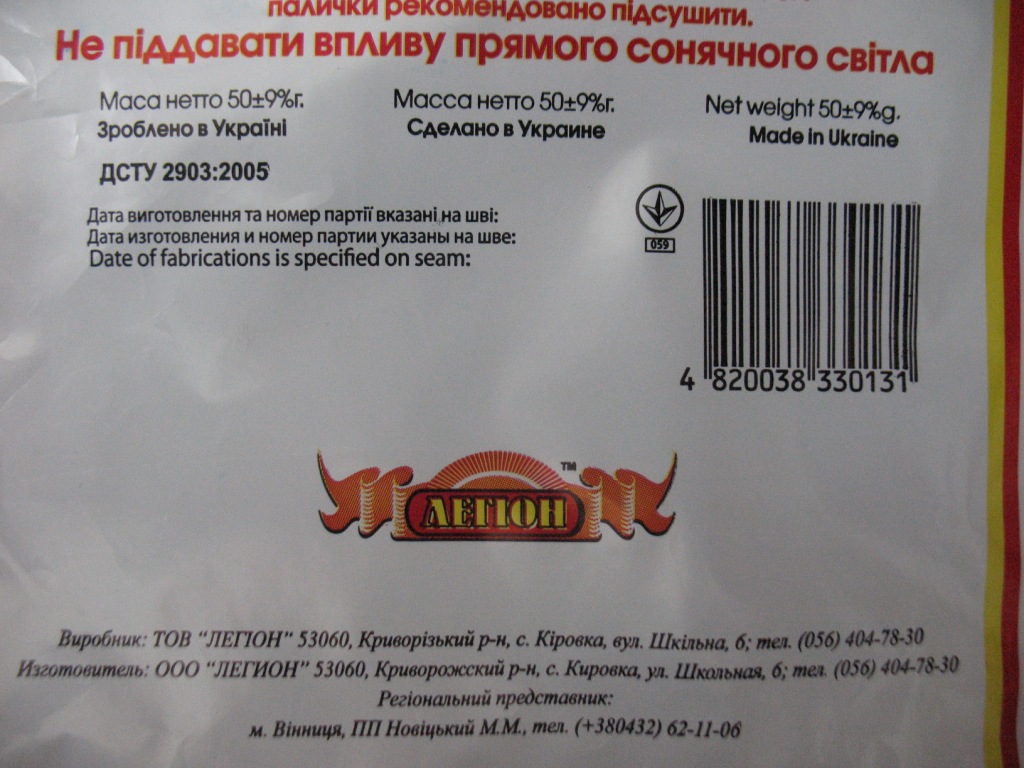 палички рекомендовано підсушити.
Не піддавати впливу прямого сонячного світла
Маса нетто 50±9%г.
Зроблено в Україні
Масса нетто 50±9%г.
Сделано в Украине
Net weight 50±9%g.
Made in Ukraine
ДСТУ 2903:2005
Дата виготовлення та номер партії вказані на шві:
Дата изготовления и номер партии указаны на шве:
Date of fabrications is specified on seam:
059
4 820038 330131
ЛЕГІОН ™
Виробник: ТОВ "ЛЕГІОН" 53060, Криворізький р-н, с. Кіровка, вул. Шкільна, 6; тел. (056) 404-78-30
Изготовитель: ООО "ЛЕГИОН" 53060, Криворожский р-н, с. Кировка, ул. Школьная, 6; тел. (056) 404-78-30
Регіональний представник:
м. Вінниця, ПП Новіцький М.М., тел. (+380432) 62-11-06